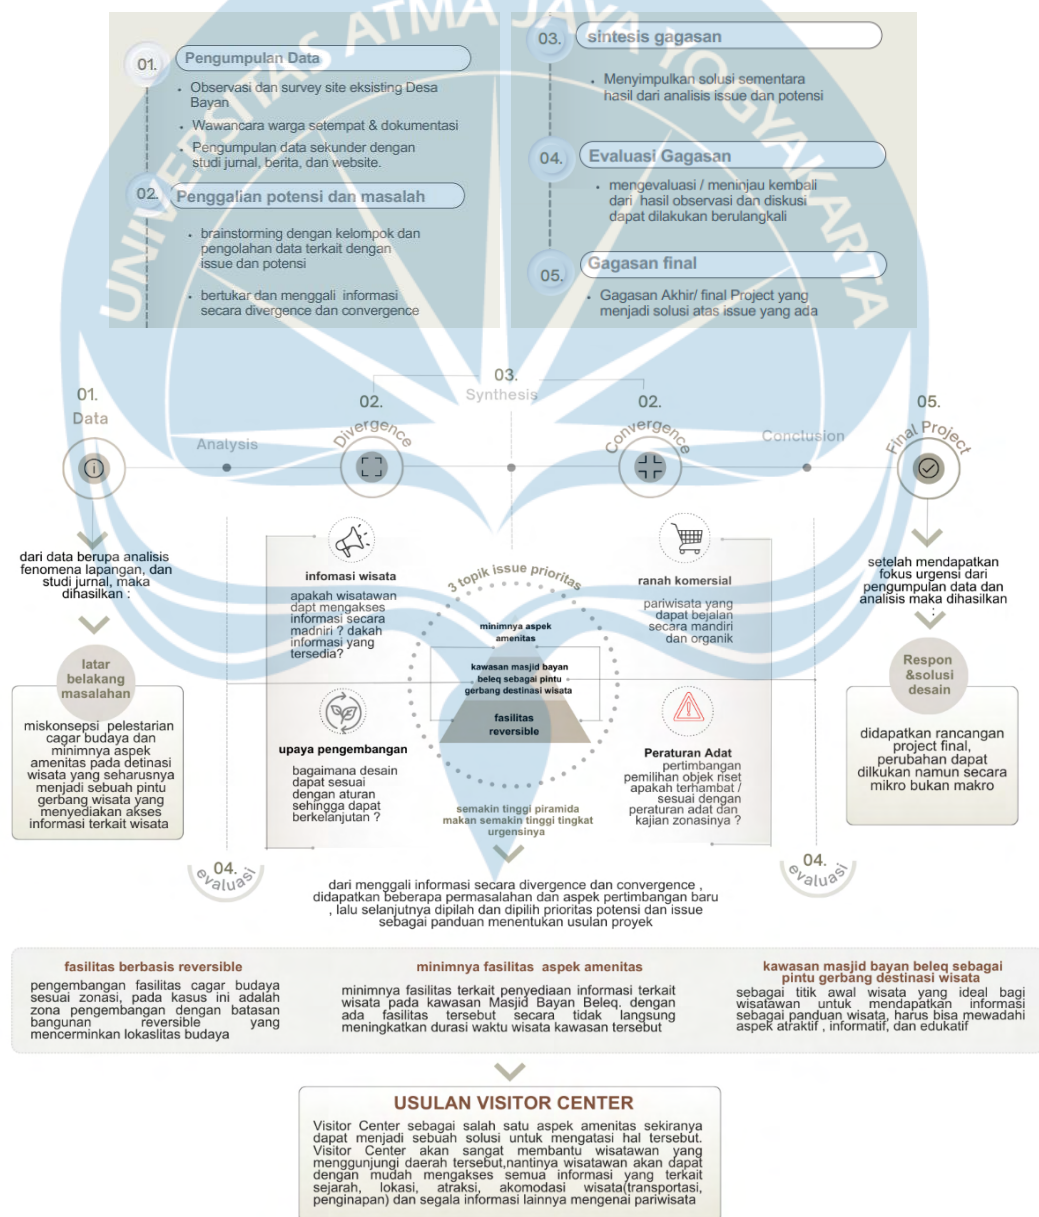 UNIVERSITAS ATMA JAYA YOGYAKARTA
01.
Pengumpulan Data
• Observasi dan survey site eksisting Desa
Bayan
• Wawancara warga setempat & dokumentasi
• Pengumpulan data sekunder dengan
studi jurnal, berita, dan website.
02.
Penggalian potensi dan masalah
• brainstorming dengan kelompok dan
pengolahan data terkait dengan
issue dan potensi
• bertukar dan menggali informasi
secara divergence dan convergence
03.
sintesis gagasan
• Menyimpulkan solusi sementara
hasil dari analisis issue dan potensi
04.
Evaluasi Gagasan
• mengevaluasi / meninjau kembali
dari hasil observasi dan diskusi
dapat dilakukan berulangkali
05.
Gagasan final
• Gagasan Akhir/ final Project yang
menjadi solusi atas issue yang ada
01.
Data
Analysis
02.
Divergence
03.
Synthesis
02.
Convergence
Conclusion
05.
Final Project
dari data berupa analisis
fenomena lapangan, dan
studi jurnal, maka
dihasilkan :
latar
belakang
masalahan
miskonsepsi pelestarian
cagar budaya dan
minimnya aspek
amenitas pada detinasi
wisata yang seharusnya
menjadi sebuah pintu
gerbang wisata yang
menyediakan akses
informasi terkait wisata
infomasi wisata
apakah wisatawan
dapt mengakses
informasi secara
madniri ? dakah
informasi yang
tersedia?
upaya pengembangan
bagaimana desain
dapat sesuai
dengan aturan
sehingga dapat
berkelanjutan ?
3 topik issue prioritas
minimnya aspek
amenitas
kawasan masjid bayan
beleq sebagai pintu
gerbang destinasi wisata
fasilitas
reversible
semakin tinggi piramida
makan semakin tinggi tingkat
urgensinya
ranah komersial
pariwisata yang
dapat bejalan
secara mandiri
dan organik
Peraturan Adat
pertimbangan
pemilihan objek riset
apakah terhambat /
sesuai dengan
peraturan adat dan
kajian zonasinya ?
setelah mendapatkan
fokus urgensi dari
pengumpulan data dan
analisis maka dihasilkan
:
Respon
&solusi
desain
didapatkan rancangan
project final,
perubahan dapat
dilkukan namun secara
mikro bukan makro
04.
evaluasi
04.
evaluasi
dari menggali informasi secara divergence dan convergence ,
didapatkan beberapa permasalahan dan aspek pertimbangan baru
, lalu selanjutnya dipilah dan dipilih prioritas potensi dan issue
sebagai panduan menentukan usulan proyek
fasilitas berbasis reversible
pengembangan fasilitas cagar budaya
sesuai zonasi, pada kasus ini adalah
zona pengembangan dengan batasan
bangunan reversible yang
mencerminkan lokaslitas budaya
minimnya fasilitas aspek amenitas
minimnya fasilitas terkait penyediaan informasi terkait
wisata pada kawasan Masjid Bayan Beleq. dengan
ada fasilitas tersebut secara tidak langsung
meningkatkan durasi waktu wisata kawasan tersebut
kawasan masjid bayan beleq sebagai
pintu gerbang destinasi wisata
sebagai titik awal wisata yang ideal bagi
wisatawan untuk mendapatkan informasi
sebagai panduan wisata, harus bisa mewadahi
aspek atraktif , informatif, dan edukatif
USULAN VISITOR CENTER
Visitor Center sebagai salah satu aspek amenitas sekiranya
dapat menjadi sebuah solusi untuk mengatasi hal tersebut.
Visitor Center akan sangat membantu wisatawan yang
menggunjungi daerah tersebut,nantinya wisatawan akan dapat
dengan mudah mengakses semua informasi yang terkait
sejarah, lokasi, atraksi, akomodasi wisata(transportasi,
penginapan) dan segala informasi lainnya mengenai pariwisata